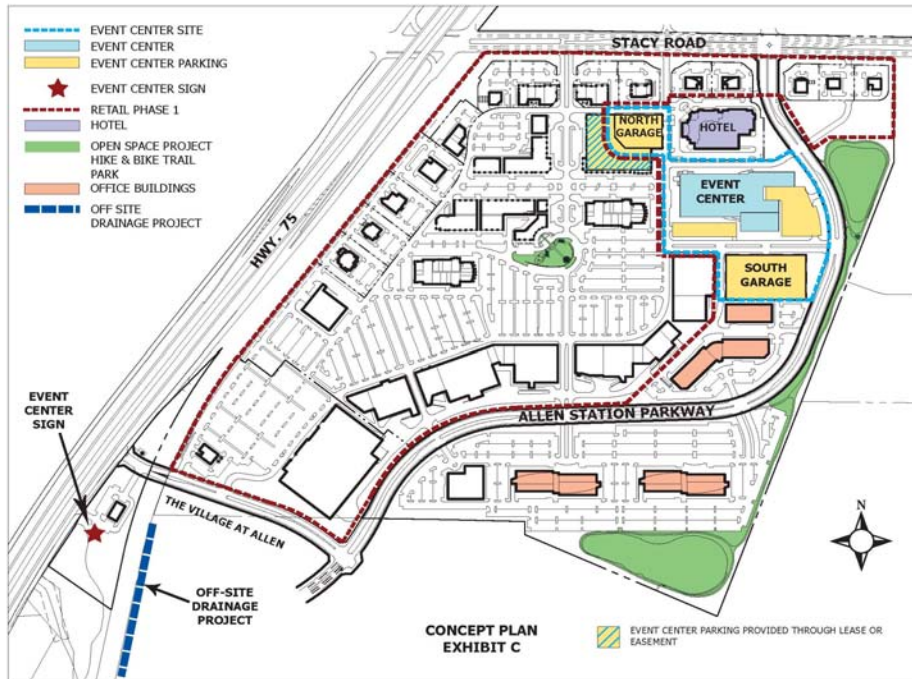 EVENT CENTER SITE
EVENT CENTER
EVENT CENTER PARKING
EVENT CENTER SIGN
RETAIL PHASE 1
HOTEL
OPEN SPACE PROJECT
HIKE & BIKE TRAIL
PARK
OFFICE BUILDINGS
OFF SITE
DRAINAGE PROJECT
STACY ROAD
NORTH
GARAGE
HOTEL
EVENT
CENTER
SOUTH
GARAGE
HWY. 75
ALLEN STATION PARKWAY
EVENT
CENTER
SIGN
THE VILLAGE AT ALLEN
OFF-SITE
DRAINAGE
PROJECT
N
CONCEPT PLAN
EXHIBIT C
EVENT CENTER PARKING PROVIDED THROUGH LEASE OR
EASEMENT